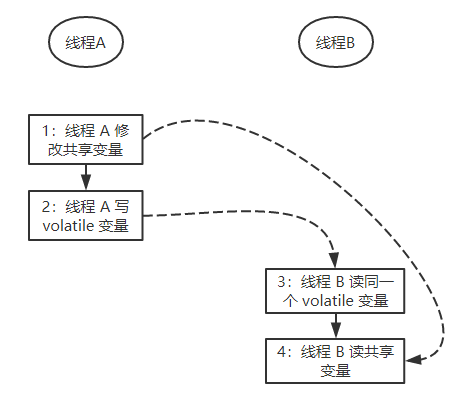 线程A
线程B
1：线程 A 修
改共享变量
2：线程 A 写
volatile 变量
3：线程 B 读同一
个 volatile 变量
4：线程 B 读共享
变量